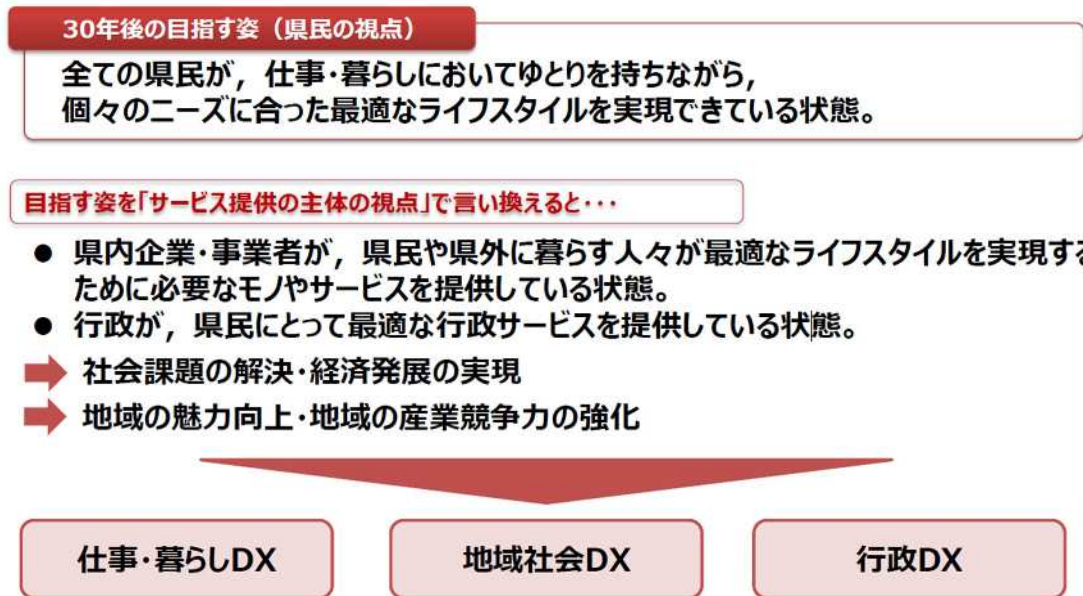 30年後の目指す姿（県民の視点）
全ての県民が，仕事・暮らしにおいてゆとりを持ちながら，
個々のニーズに合った最適なライフスタイルを実現できている状態。
目指す姿を「サービス提供の主体の視点」で言い換えると・・・
● 県内企業・事業者が，県民や県外に暮らす人々が最適なライフスタイルを実現する
ために必要なモノやサービスを提供している状態。
● 行政が，県民にとって最適な行政サービスを提供している状態。
社会課題の解決・経済発展の実現
地域の魅力向上・地域の産業競争力の強化
仕事・暮らしDX
地域社会DX
行政DX